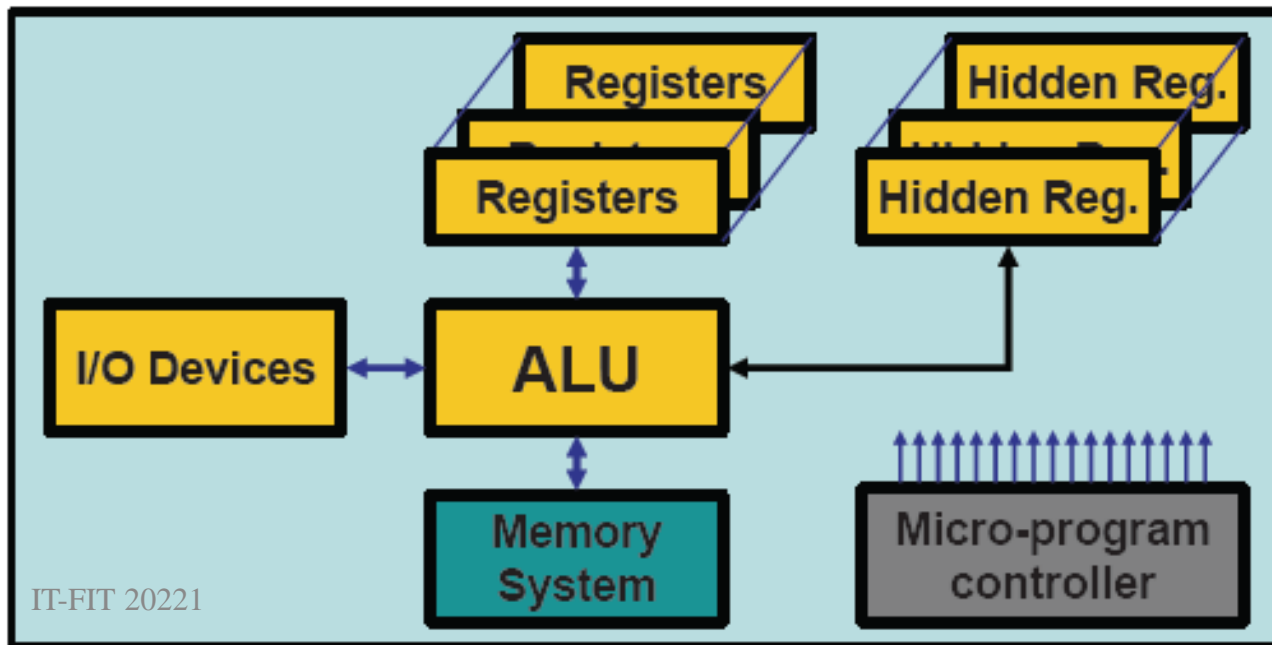 Registers
Registers
Hidden Reg.
Hidden Reg.
I/O Devices
ALU
Memory
System
Micro-program
controller
IT-FIT 20221